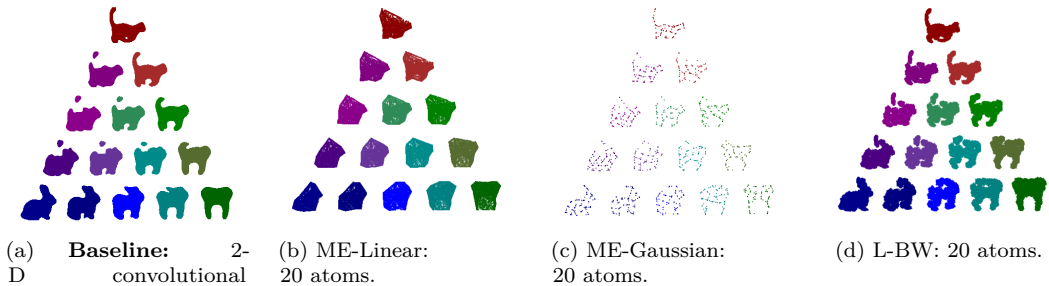 (a) Baseline: 2-
D convolutional
(b) ME-Linear:
20 atoms.
(c) ME-Gaussian:
20 atoms.
(d) L-BW: 20 atoms.